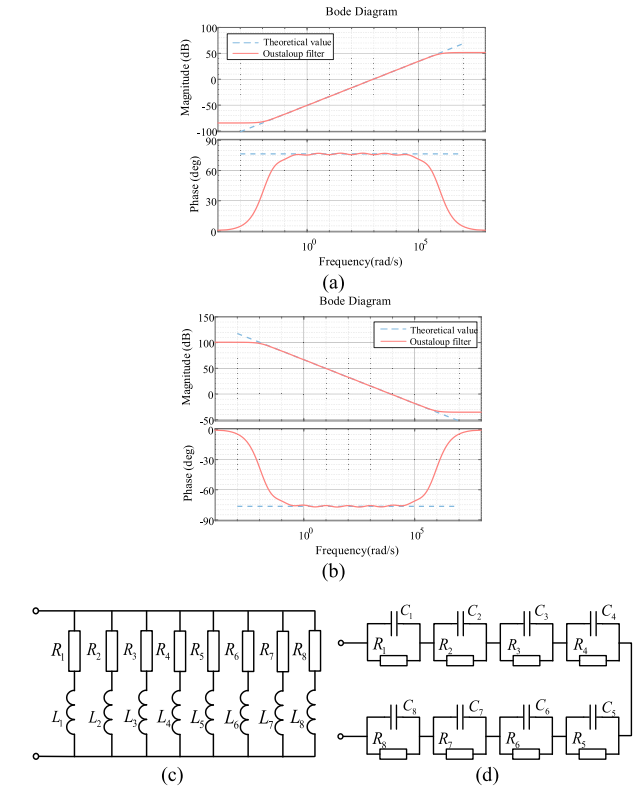 Bode Diagram
100
50
0
-50
-100
Magnitude (dB)
Theoretical value
Oustaloup filter
90
60
30
0
Phase (deg)
10^0
10^5
Frequency(rad/s)
(a)
Bode Diagram
150
100
50
0
-50
Magnitude (dB)
Theoretical value
Oustaloup filter
0
-30
-60
-90
Phase (deg)
10^0
10^5
Frequency(rad/s)
(b)
R1 R2 R3 R4 R5 R6 R7 R8
L1 L2 L3 L4 L5 L6 L7 L8
(c)
C1 C2 C3 C4
R1 R2 R3 R4
C8 C7 C6 C5
R8 R7 R6 R5
(d)